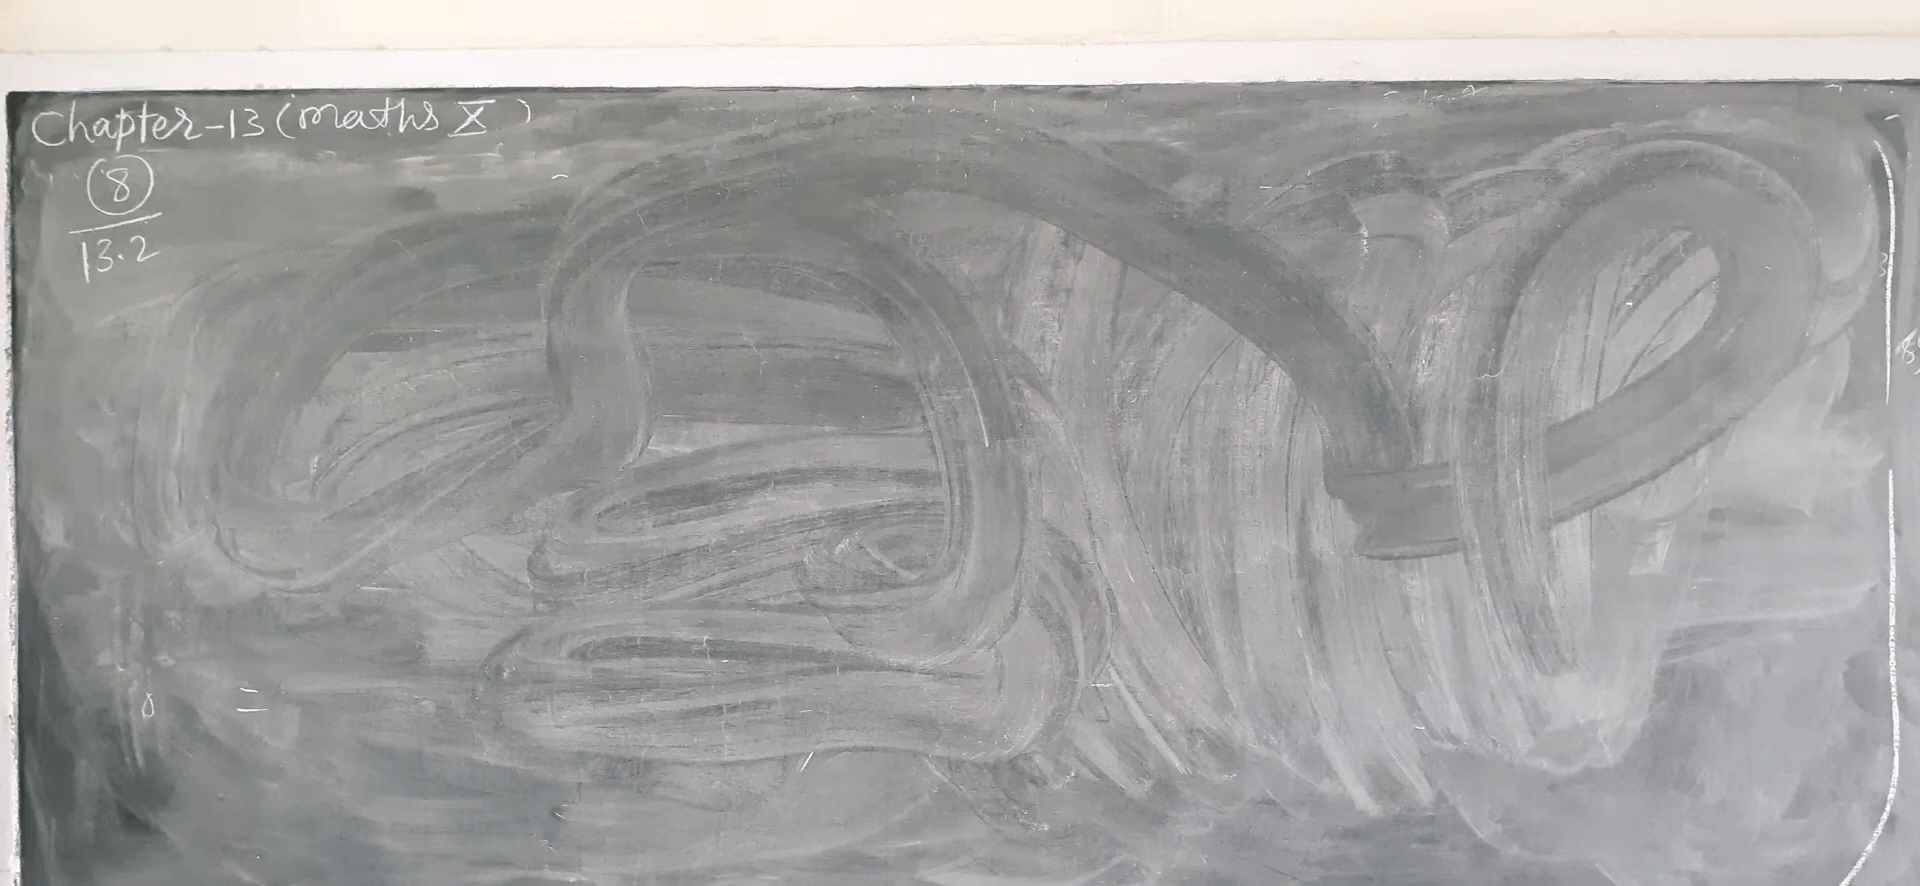 Chapter-13 (maths X)
8
13.2
=